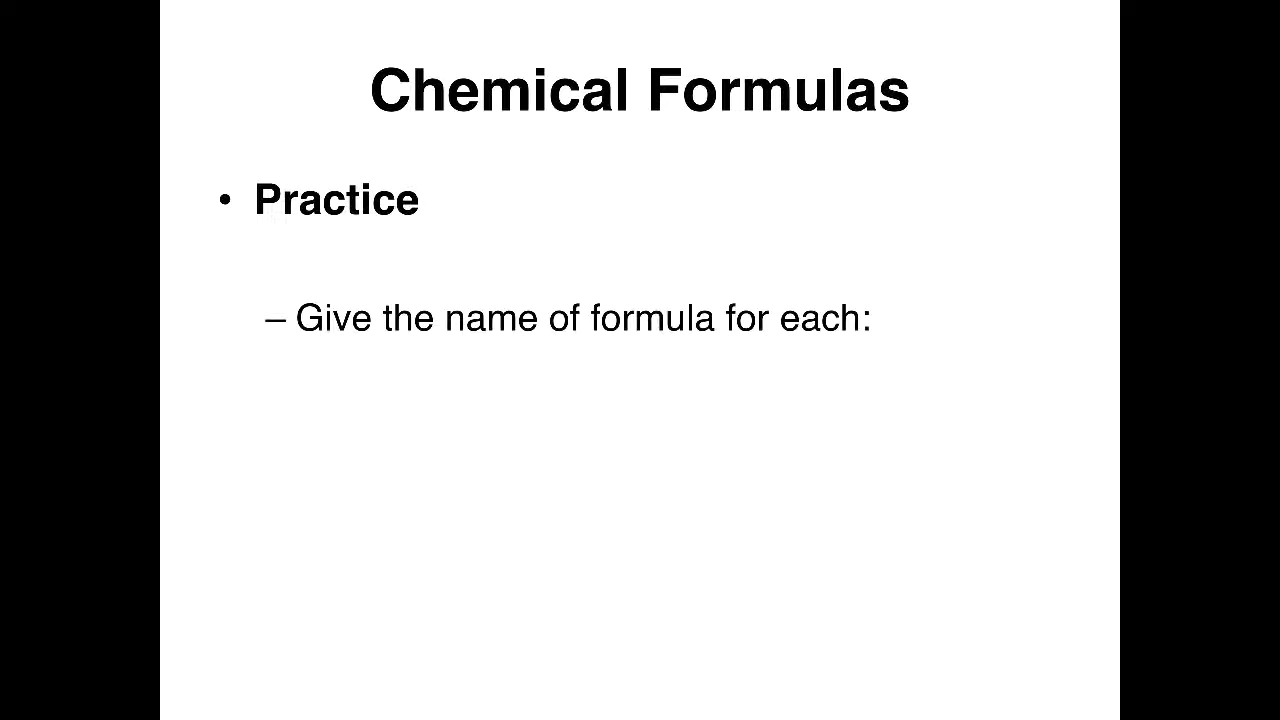 Chemical Formulas
• Practice
– Give the name of formula for each: